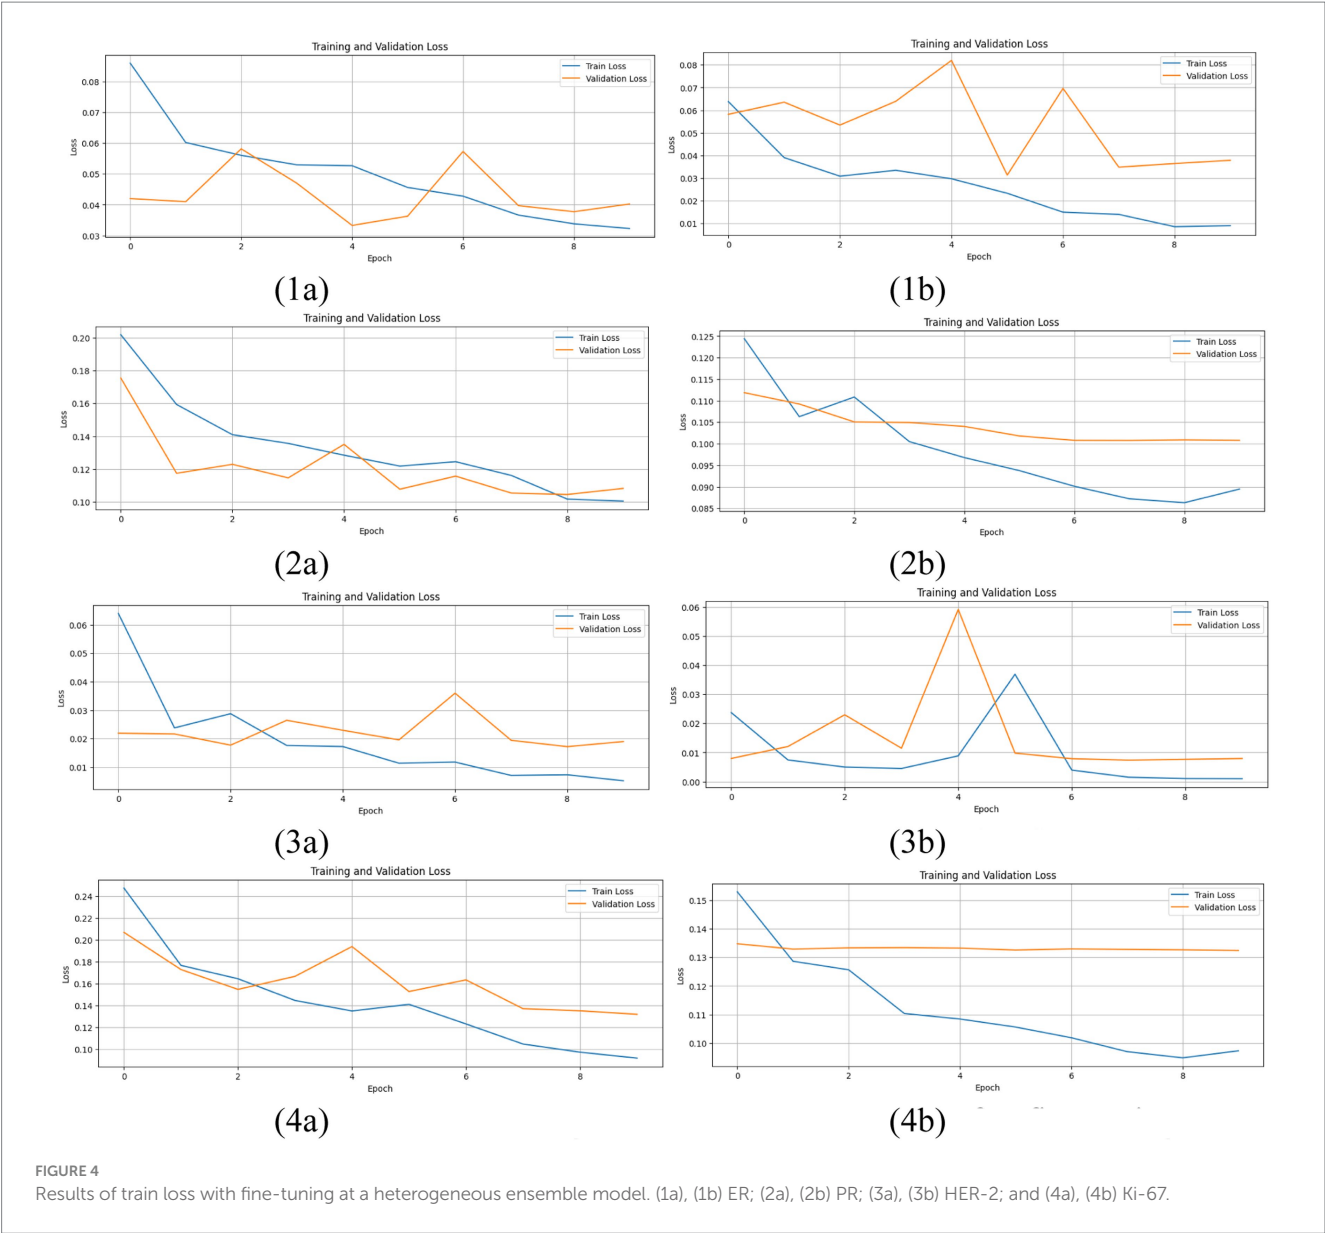 Training and Validation Loss
Train Loss
Validation Loss
0.08
0.07
0.06
0.05
0.04
0.03
Loss
0 2 4 6 8
Epoch
(1a)
Training and Validation Loss
Train Loss
Validation Loss
0.08
0.07
0.06
0.05
0.04
0.03
0.02
0.01
Loss
0 2 4 6 8
Epoch
(1b)
Training and Validation Loss
Train Loss
Validation Loss
0.20
0.18
0.16
0.14
0.12
0.10
Loss
0 2 4 6 8
Epoch
(2a)
Training and Validation Loss
Train Loss
Validation Loss
0.125
0.120
0.115
0.110
0.105
0.100
0.095
0.090
0.085
Loss
0 2 4 6 8
Epoch
(2b)
Training and Validation Loss
Train Loss
Validation Loss
0.06
0.05
0.04
0.03
0.02
0.01
Loss
0 2 4 6 8
Epoch
(3a)
Training and Validation Loss
Train Loss
Validation Loss
0.06
0.05
0.04
0.03
0.02
0.01
0.00
Loss
0 2 4 6 8
Epoch
(3b)
Training and Validation Loss
Train Loss
Validation Loss
0.24
0.22
0.20
0.18
0.16
0.14
0.12
0.10
Loss
0 2 4 6 8
Epoch
(4a)
Training and Validation Loss
Train Loss
Validation Loss
0.15
0.14
0.13
0.12
0.11
0.10
Loss
0 2 4 6 8
Epoch
(4b)
FIGURE 4
Results of train loss with fine-tuning at a heterogeneous ensemble model. (1a), (1b) ER; (2a), (2b) PR; (3a), (3b) HER-2; and (4a), (4b) Ki-67.